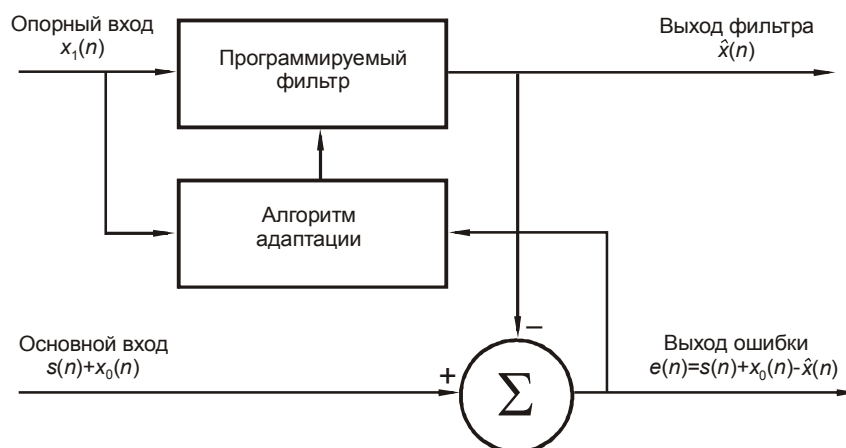 Опорный вход
x₁(n)
Программируемый
фильтр
Выход фильтра
x̂(n)
Алгоритм
адаптации
Основной вход
s(n)+x₀(n)
+
−
Σ
Выход ошибки
e(n)=s(n)+x₀(n)-x̂(n)